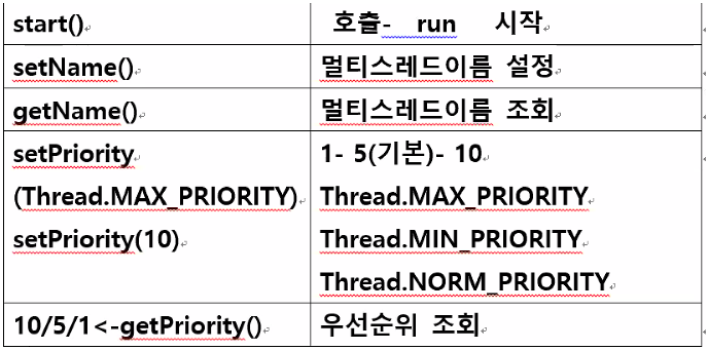 start()
호츨- run 시작
setName()
멀티스레드이름 설정
getName()
멀티스레드이름 조회
setPriority
(Thread.MAX_PRIORITY)
setPriority(10)
1- 5(기본)- 10
Thread.MAX_PRIORITY
Thread.MIN_PRIORITY
Thread.NORM_PRIORITY
10/5/1<-getPriority()
우선순위 조회